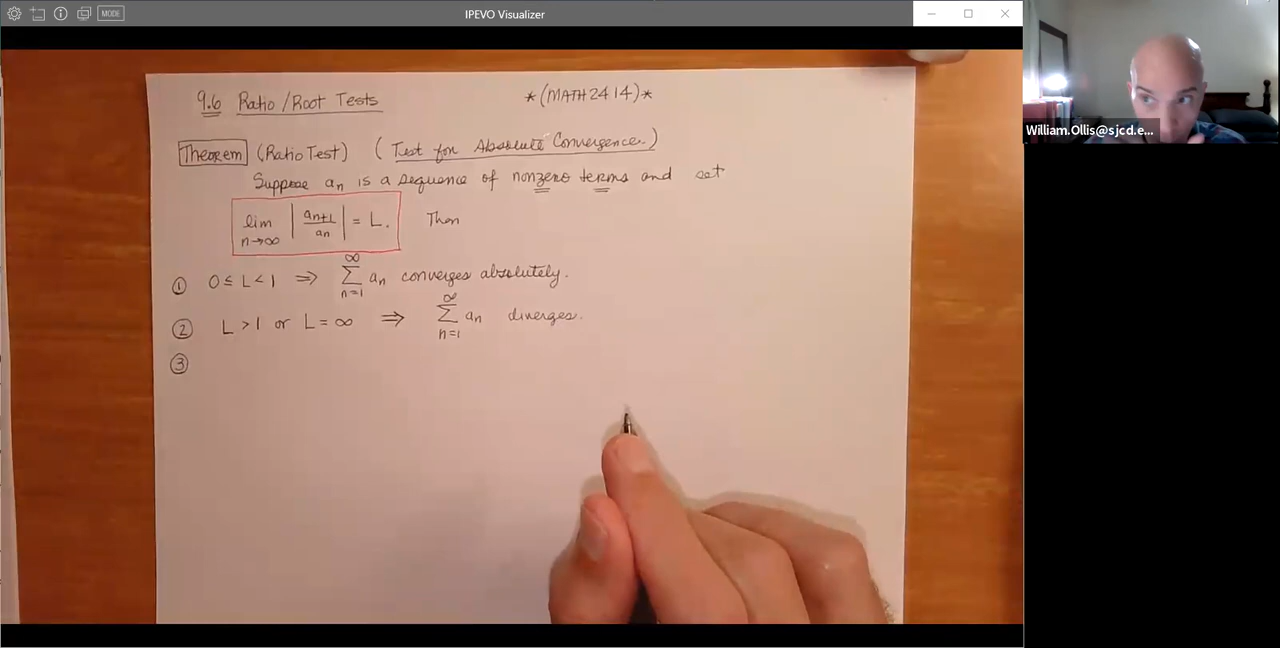 MODE
IPEVO Visualizer
9.6 Ratio/Root Tests
*(MATH 2414)*
Theorem (Ratio Test) (Test for Absolute Convergence)
Suppose aₙ is a sequence of nonzero terms and set
lim n→∞ |aₙ₊₁/aₙ| = L. Then
① 0 ≤ L < 1 ⇒ ∑ₙ₌₁^∞ aₙ converges absolutely.
② L > 1 or L = ∞ ⇒ ∑ₙ₌₁^∞ aₙ diverges.
③
William.Ollis@sjcd.e...